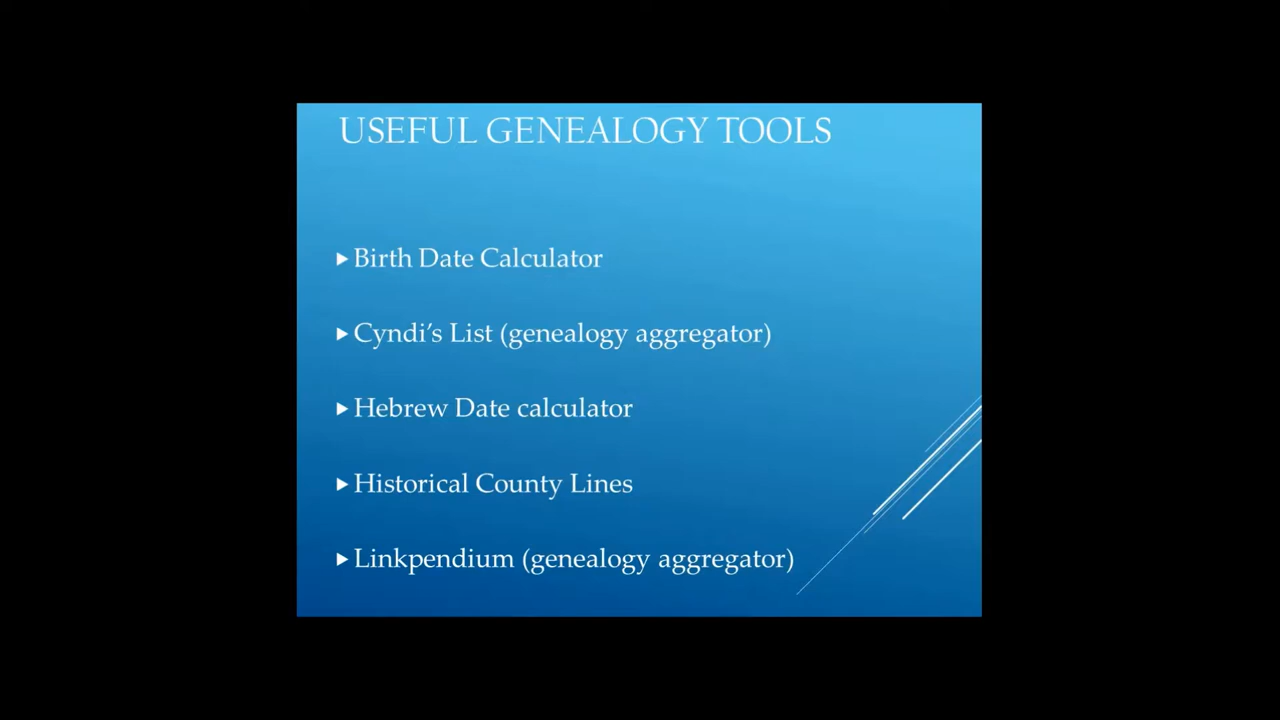 USEFUL GENEALOGY TOOLS
Birth Date Calculator
Cyndi’s List (genealogy aggregator)
Hebrew Date calculator
Historical County Lines
Linkpendium (genealogy aggregator)